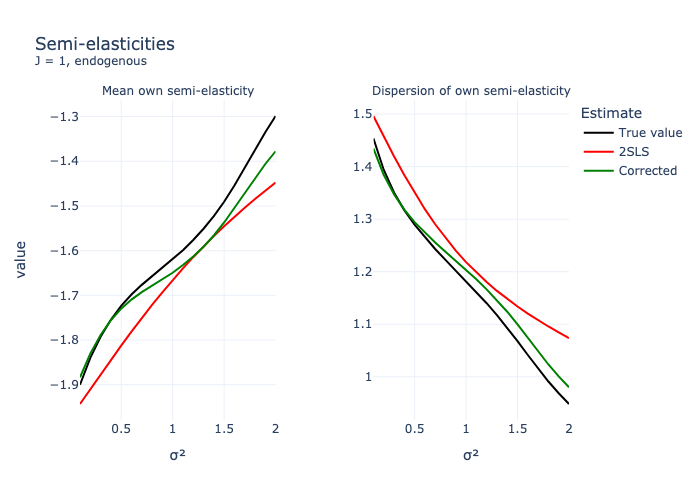 Semi-elasticities
J = 1, endogenous
Mean own semi-elasticity
Dispersion of own semi-elasticity
Estimate
True value
2SLS
Corrected
value
−1.3
−1.4
−1.5
−1.6
−1.7
−1.8
−1.9
0.5
1
1.5
2
σ²
1.5
1.4
1.3
1.2
1.1
1
0.5
1
1.5
2
σ²